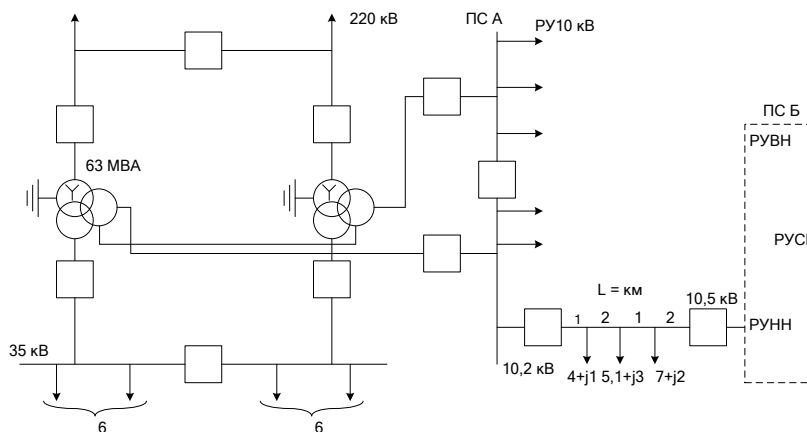 220 кВ
ПС А
РУ10 кВ
ПС Б
РУВН
63 МВА
Y
Y
L = км
10,5 кВ
1 2 1 2
РУНН
35 кВ
10,2 кВ
4+j1 5,1+j3 7+j2
6
6